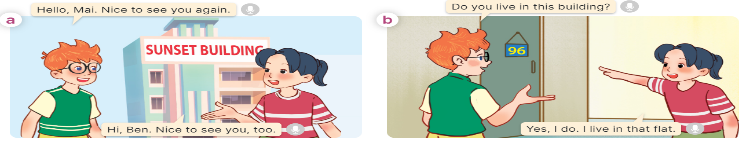 Hello, Mai. Nice to see you again.
a
SUNSET BUILDING
Hi, Ben. Nice to see you, too.
Do you live in this building?
b
96
Yes, I do. I live in that flat.